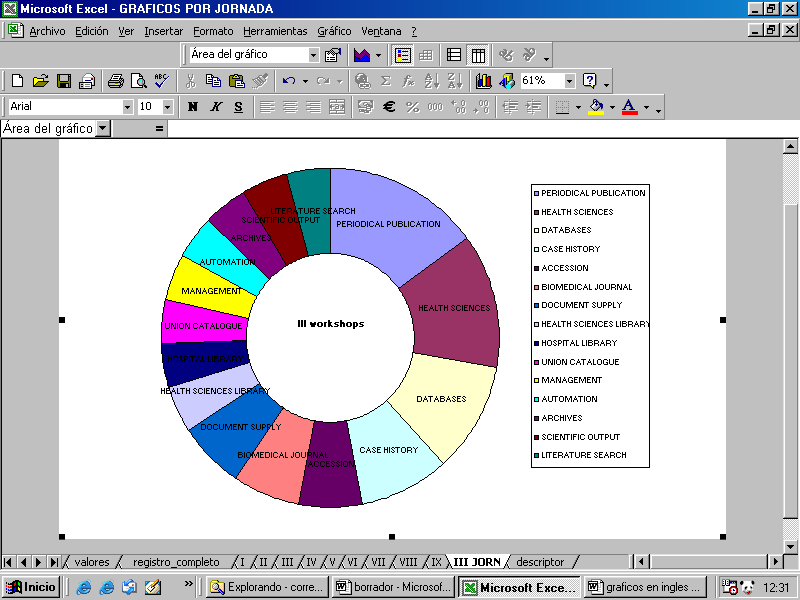 Microsoft Excel - GRAFICOS POR JORNADA
Archivo Edición Ver Insertar Formato Herramientas Gráfico Ventana ?
Área del gráfico
61%
Arial 10 N K S € % 000
Área del gráfico =
LITERATURE SEARCH
SCIENTIFIC OUTPUT
PERIODICAL PUBLICATION
ARCHIVES
AUTOMATION
MANAGEMENT
HEALTH SCIENCES
III workshops
UNION CATALOGUE
HOSPITAL LIBRARY
HEALTH SCIENCES LIBRARY
DATABASES
DOCUMENT SUPPLY
CASE HISTORY
BIOMEDICAL JOURNAL
ACCESSION
PERIODICAL PUBLICATION
HEALTH SCIENCES
DATABASES
CASE HISTORY
ACCESSION
BIOMEDICAL JOURNAL
DOCUMENT SUPPLY
HEALTH SCIENCES LIBRARY
HOSPITAL LIBRARY
UNION CATALOGUE
MANAGEMENT
AUTOMATION
ARCHIVES
SCIENTIFIC OUTPUT
LITERATURE SEARCH
valores registro_completo I II III IV V VI VII VIII IX III JORN descriptor
Inicio Explorando - corre... borrador - Microsof... Microsoft Exce... graficos en ingles ... 12:31